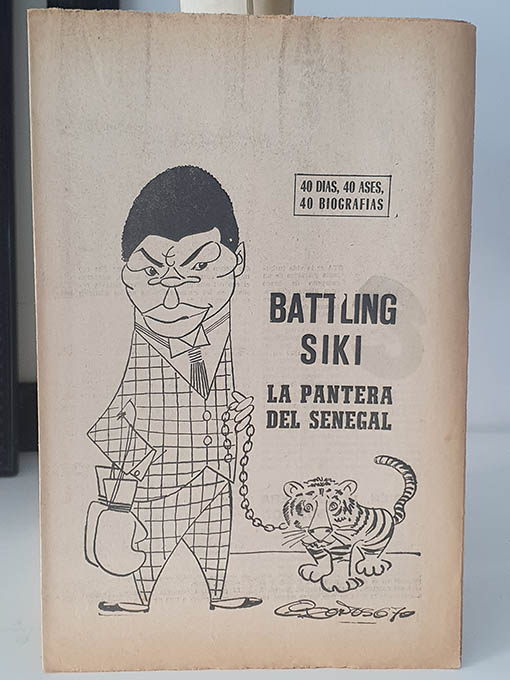 40 DIAS, 40 ASES,
40 BIOGRAFIAS
BATTLING
SIKI
LA PANTERA
DEL SENEGAL